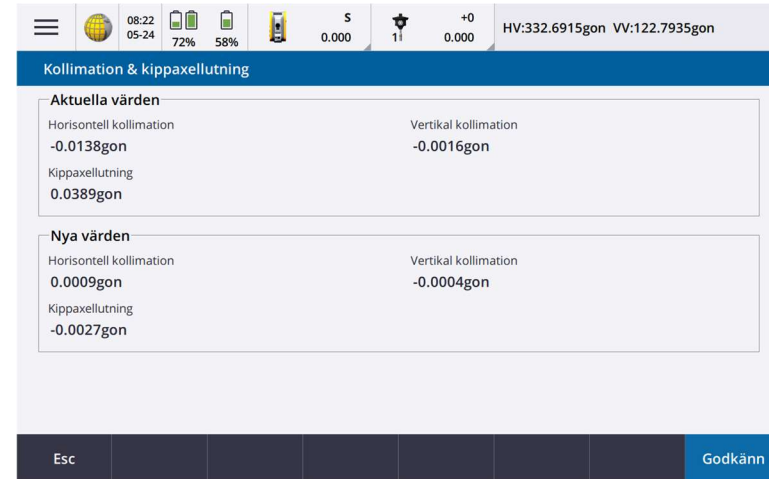 08:22
05-24
72%
58%
S
0.000
1
+0
0.000
HV:332.6915gon VV:122.7935gon
Kollimation & kippaxellutning
Aktuella värden
Horisontell kollimation
Vertikal kollimation
-0.0138gon
-0.0016gon
Kippaxellutning
0.0389gon
Nya värden
Horisontell kollimation
Vertikal kollimation
0.0009gon
-0.0004gon
Kippaxellutning
-0.0027gon
Esc
Godkänn